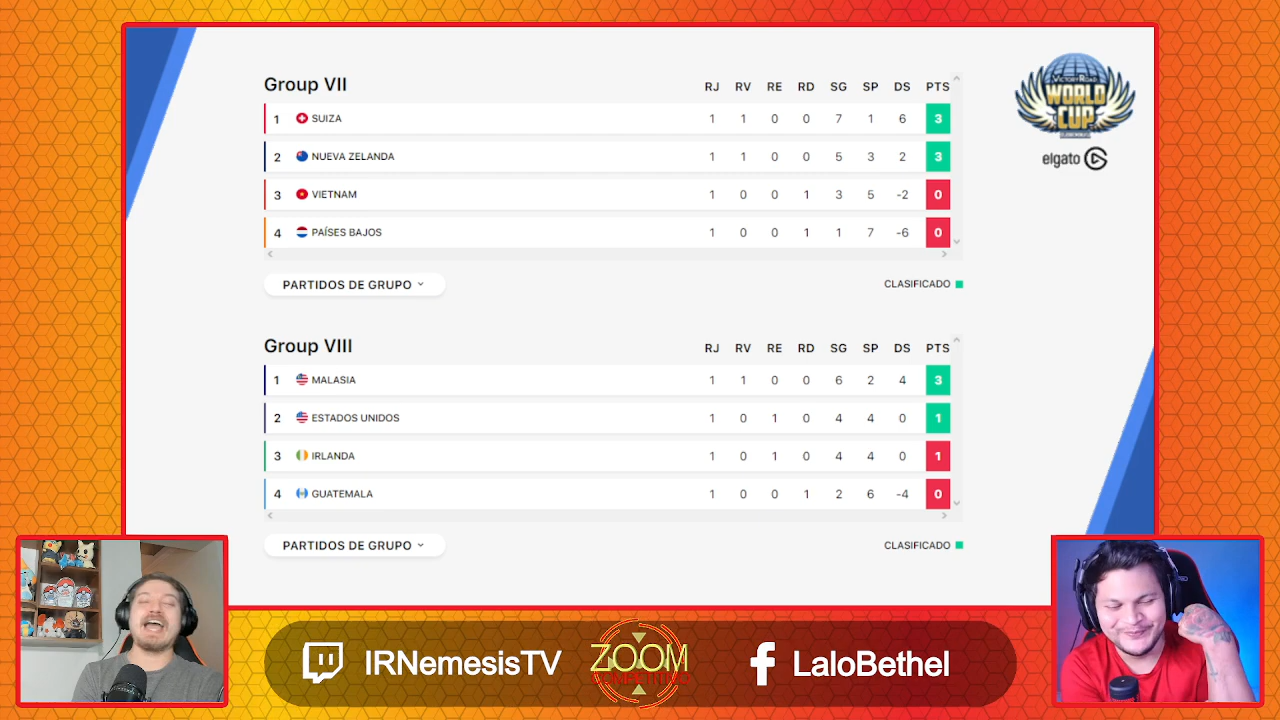 Group VII
RJ RV RE RD SG SP DS PTS
1 SUIZA 1 1 0 0 7 1 6 3
2 NUEVA ZELANDA 1 1 0 0 5 3 2 3
3 VIETNAM 1 0 0 1 3 5 -2 0
4 PAÍSES BAJOS 1 0 0 1 1 7 -6 0
PARTIDOS DE GRUPO
CLASIFICADO
VICTORY ROAD
WORLD
CUP
elgato
Group VIII
RJ RV RE RD SG SP DS PTS
1 MALASIA 1 1 0 0 6 2 4 3
2 ESTADOS UNIDOS 1 0 1 0 4 4 0 1
3 IRLANDA 1 0 1 0 4 4 0 1
4 GUATEMALA 1 0 0 1 2 6 -4 0
PARTIDOS DE GRUPO
CLASIFICADO
IRNemesisTV
ZOOM
COMPETITIVO
LaloBethel